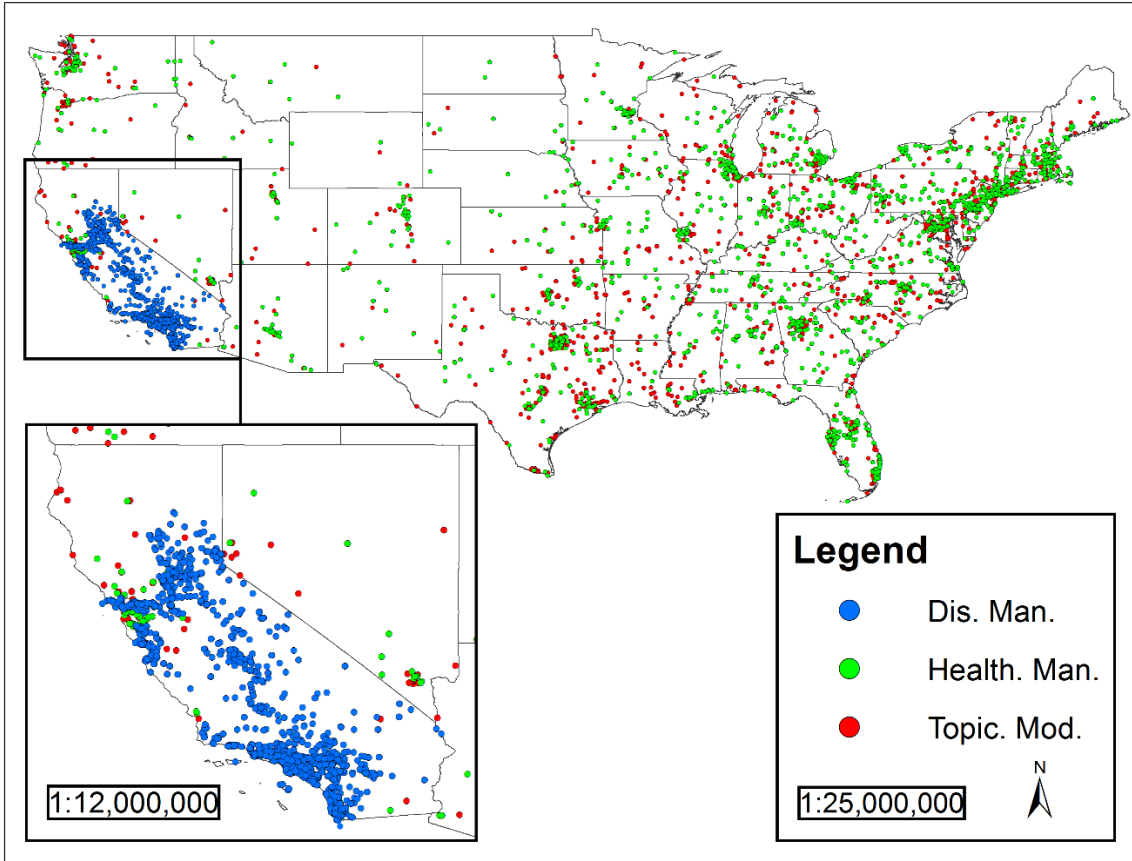 Legend
Dis. Man.
Health. Man.
Topic. Mod.
N
1:12,000,000
1:25,000,000